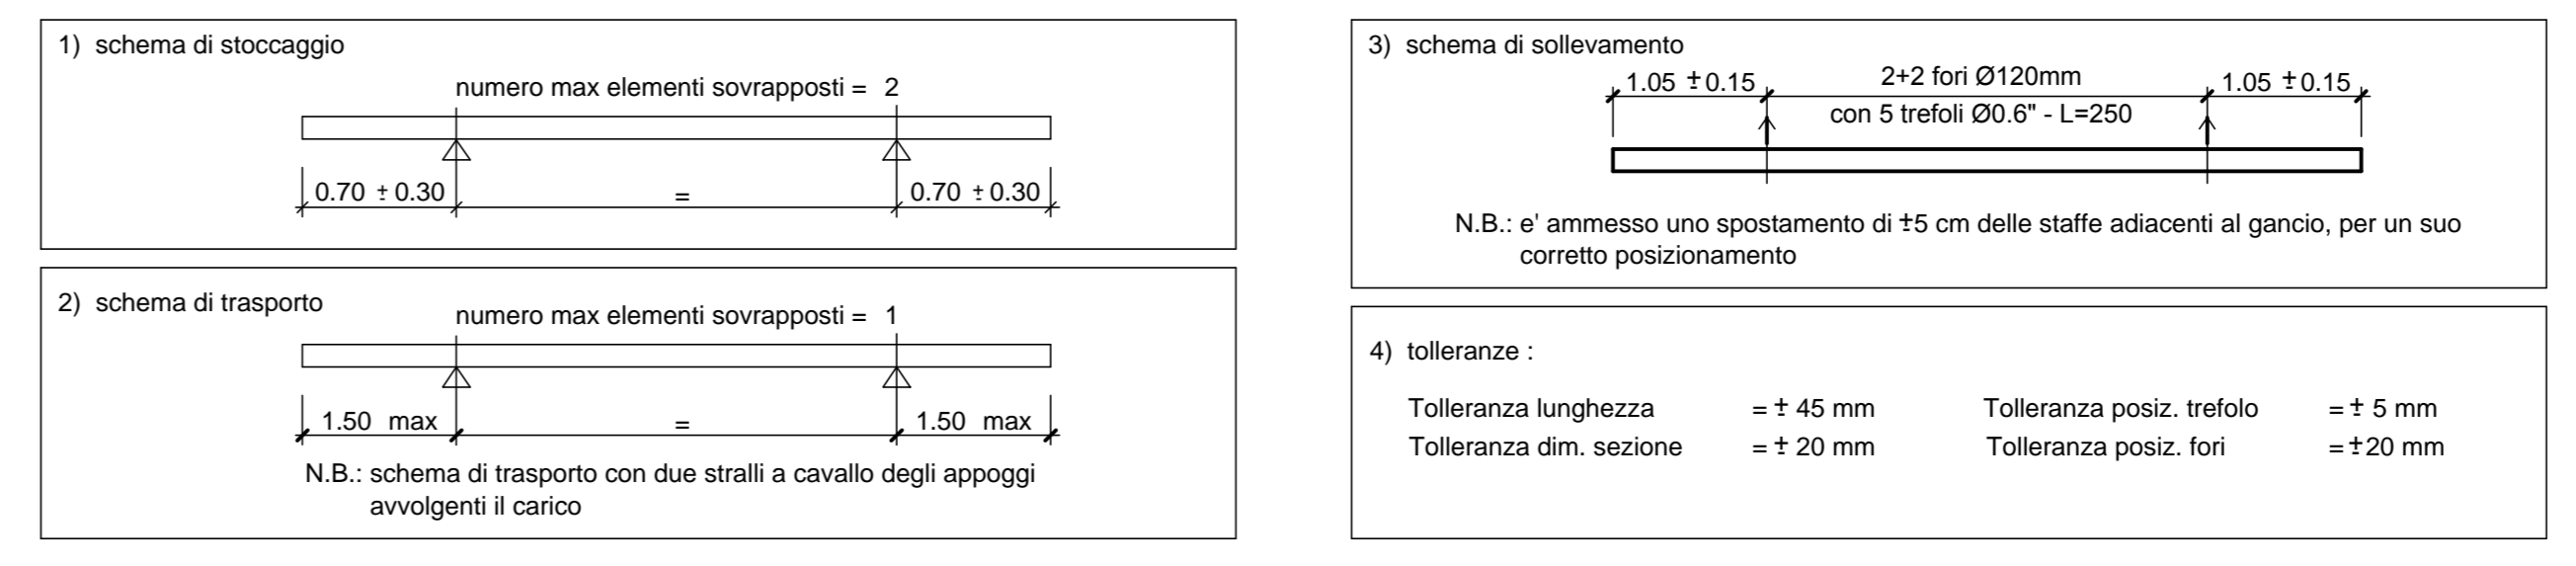 1) schema di stoccaggio
numero max elementi sovrapposti = 2
0.70 ± 0.30
=
0.70 ± 0.30
2) schema di trasporto
numero max elementi sovrapposti = 1
1.50 max
=
1.50 max
N.B.: schema di trasporto con due stralli a cavallo degli appoggi
avvolgenti il carico
3) schema di sollevamento
1.05 ±0.15
2+2 fori Ø120mm
1.05 ±0.15
con 5 trefoli Ø0.6" - L=250
N.B.: e' ammesso uno spostamento di ±5 cm delle staffe adiacenti al gancio, per un suo
corretto posizionamento
4) tolleranze :
Tolleranza lunghezza = ± 45 mm Tolleranza posiz. trefolo = ± 5 mm
Tolleranza dim. sezione = ± 20 mm Tolleranza posiz. fori = ±20 mm